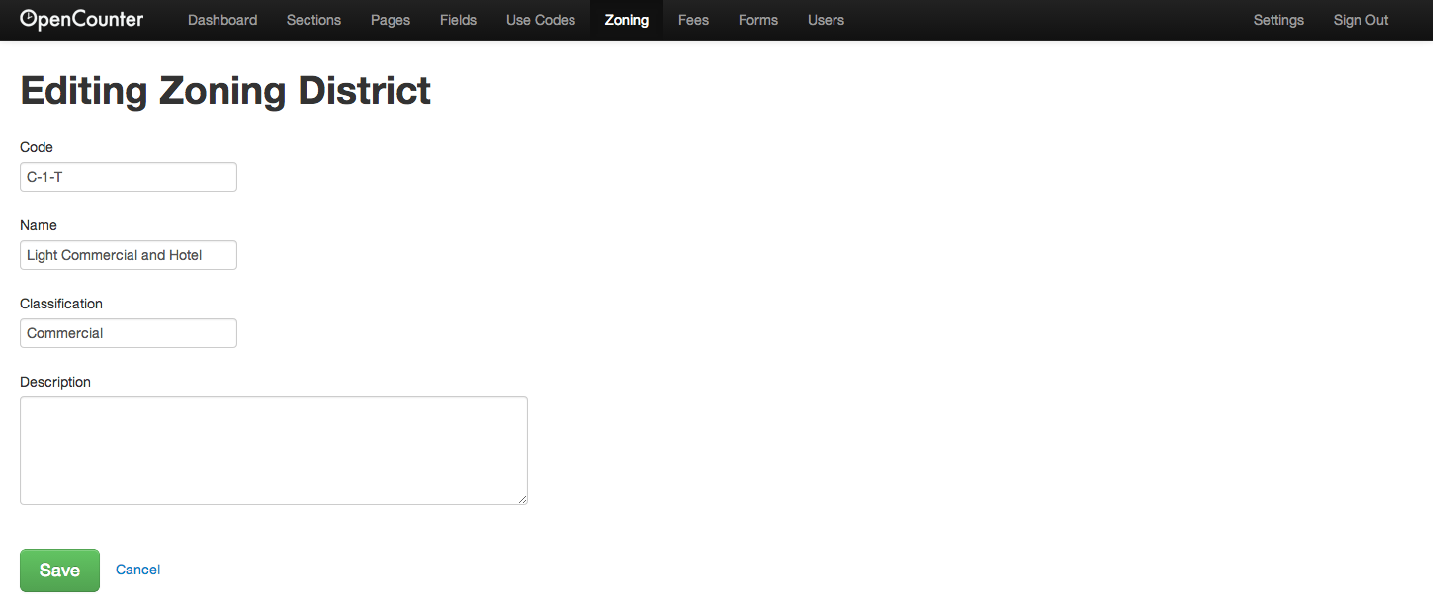 OpenCounter Dashboard Sections Pages Fields Use Codes Zoning Fees Forms Users Settings Sign Out
Editing Zoning District
Code
C-1-T
Name
Light Commercial and Hotel
Classification
Commercial
Description
Save Cancel